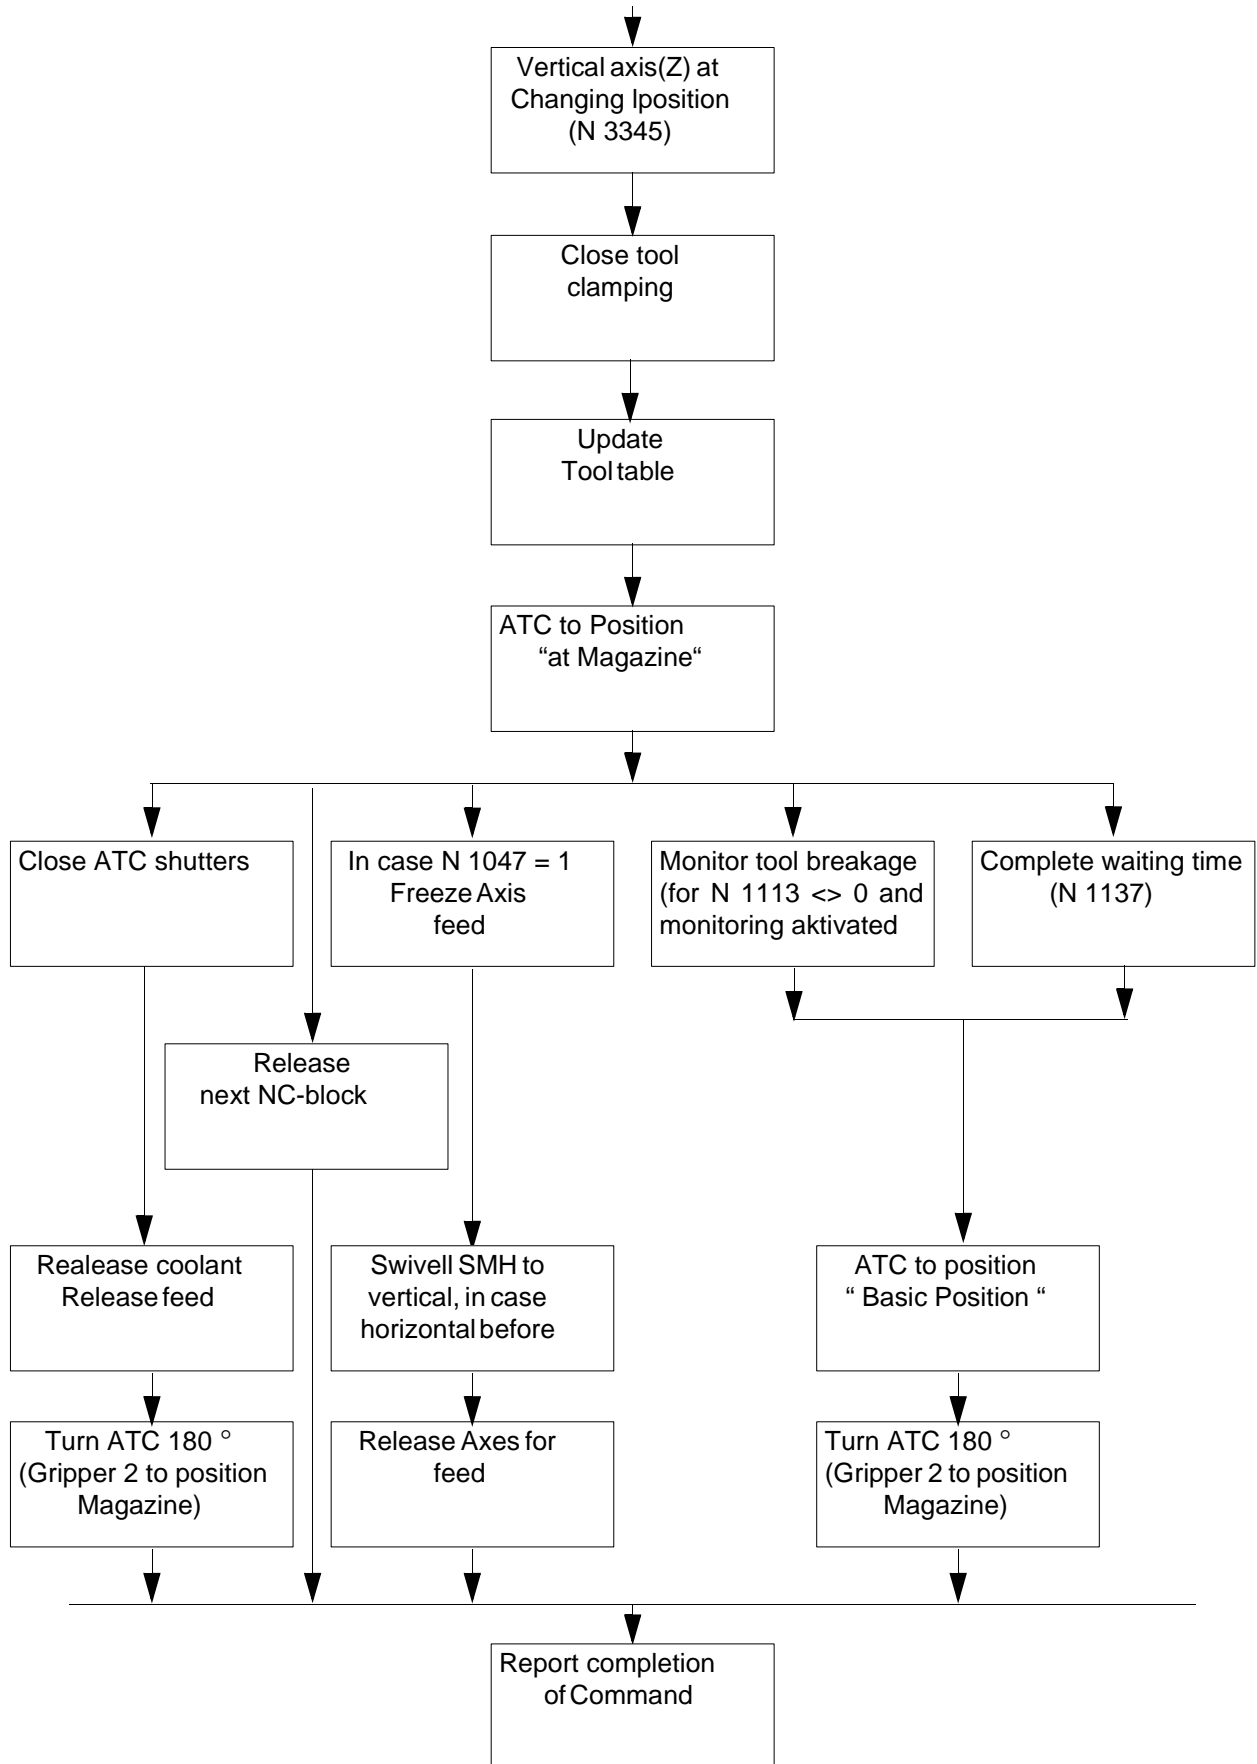 Vertical axis(Z) at
Changing lposition
(N 3345)
Close tool
clamping
Update
Tool table
ATC to Position
“at Magazine“
Close ATC shutters
In case N 1047 = 1
Freeze Axis
feed
Monitor tool breakage
(for N 1113 <> 0 and
monitoring aktivated
Complete waiting time
(N 1137)
Release
next NC-block
Realease coolant
Release feed
Swivell SMH to
vertical, in case
horizontal before
ATC to position
“ Basic Position “
Turn ATC 180 °
(Gripper 2 to position
Magazine)
Release Axes for
feed
Turn ATC 180 °
(Gripper 2 to position
Magazine)
Report completion
of Command